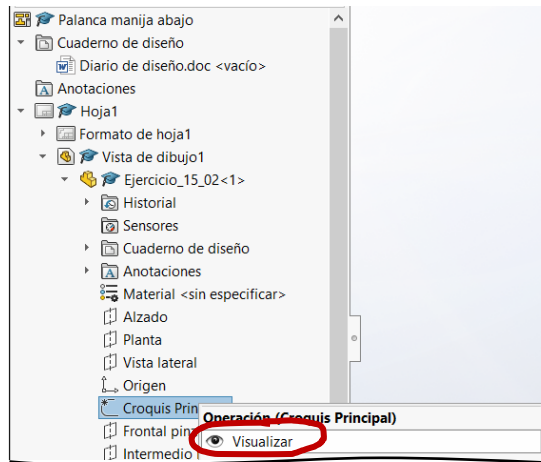 Palanca manija abajo
Cuaderno de diseño
Diario de diseño.doc <vacío>
Anotaciones
Hoja1
Formato de hoja1
Vista de dibujo1
Ejercicio_15_02<1>
Historial
Sensores
Cuaderno de diseño
Anotaciones
Material <sin especificar>
Alzado
Planta
Vista lateral
Origen
Croquis Prin
Operación (Croquis Principal)
Frontal pinz
Visualizar
Intermedio